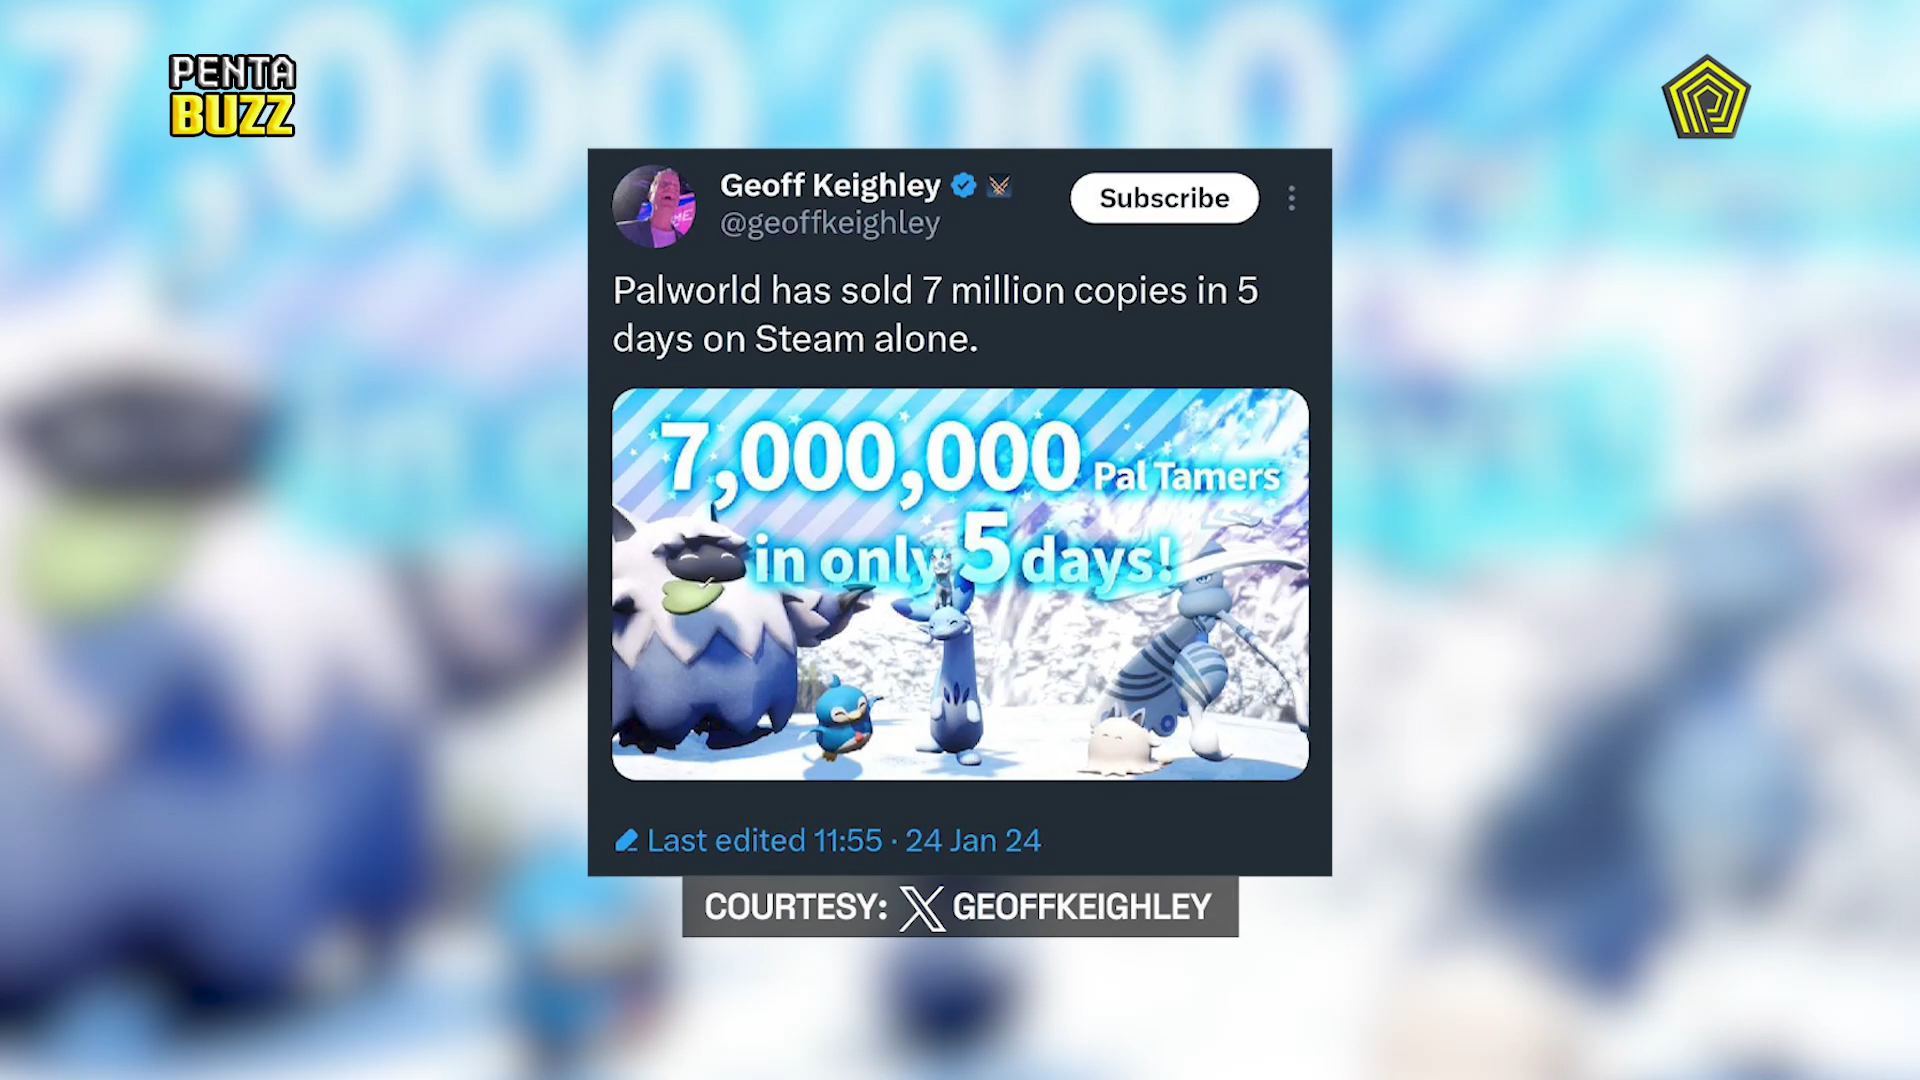 PENTA
BUZZ
Geoff Keighley
@geoffkeighley
Subscribe
Palworld has sold 7 million copies in 5
days on Steam alone.
7,000,000 Pal Tamers
in only 5 days!
Last edited 11:55 · 24 Jan 24
COURTESY: X GEOFFKEIGHLEY